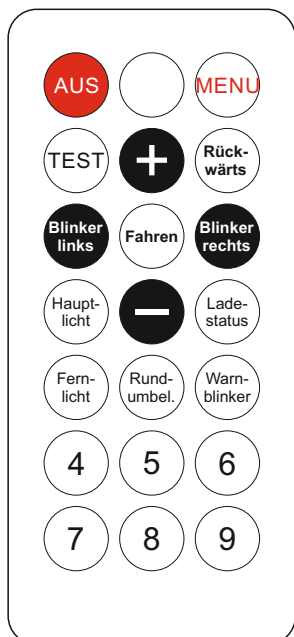 AUS MENU
TEST + Rück-
wärts
Blinker
links Fahren Blinker
rechts
Haupt-
licht − Lade-
status
Fern-
licht Rund-
umbel. Warn-
blinker
4 5 6
7 8 9